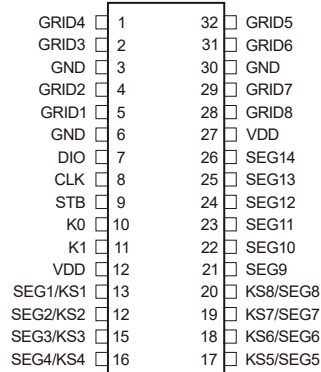 GRID4 1 32 GRID5
GRID3 2 31 GRID6
GND 3 30 GND
GRID2 4 29 GRID7
GRID1 5 28 GRID8
GND 6 27 VDD
DIO 7 26 SEG14
CLK 8 25 SEG13
STB 9 24 SEG12
K0 10 23 SEG11
K1 11 22 SEG10
VDD 12 21 SEG9
SEG1/KS1 13 20 KS8/SEG8
SEG2/KS2 12 19 KS7/SEG7
SEG3/KS3 15 18 KS6/SEG6
SEG4/KS4 16 17 KS5/SEG5